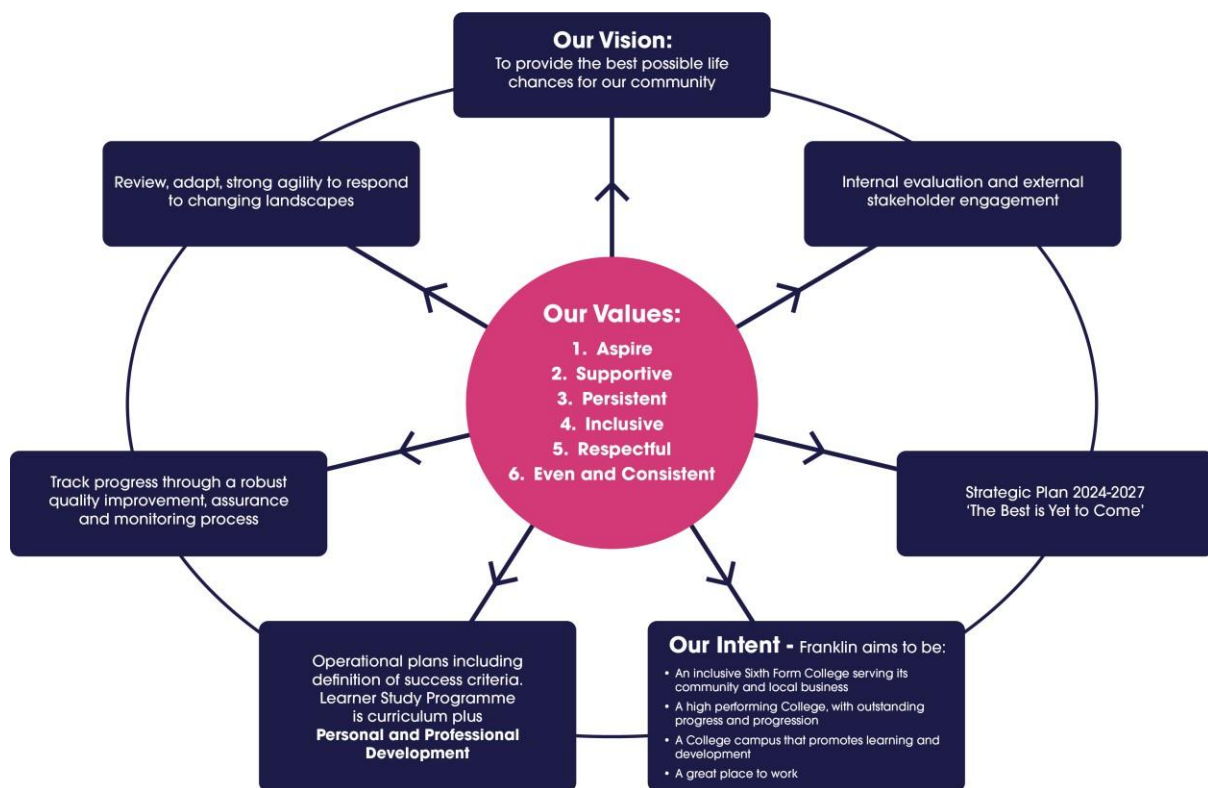 Our Vision:
To provide the best possible life
chances for our community
Review, adapt, strong agility to respond
to changing landscapes
Internal evaluation and external
stakeholder engagement
Our Values:
1. Aspire
2. Supportive
3. Persistent
4. Inclusive
5. Respectful
6. Even and Consistent
Track progress through a robust
quality improvement, assurance
and monitoring process
Strategic Plan 2024-2027
‘The Best is Yet to Come’
Operational plans including
definition of success criteria.
Learner Study Programme
is curriculum plus
Personal and Professional
Development
Our Intent - Franklin aims to be:
• An inclusive Sixth Form College serving its
community and local business
• A high performing College, with outstanding
progress and progression
• A College campus that promotes learning and
development
• A great place to work